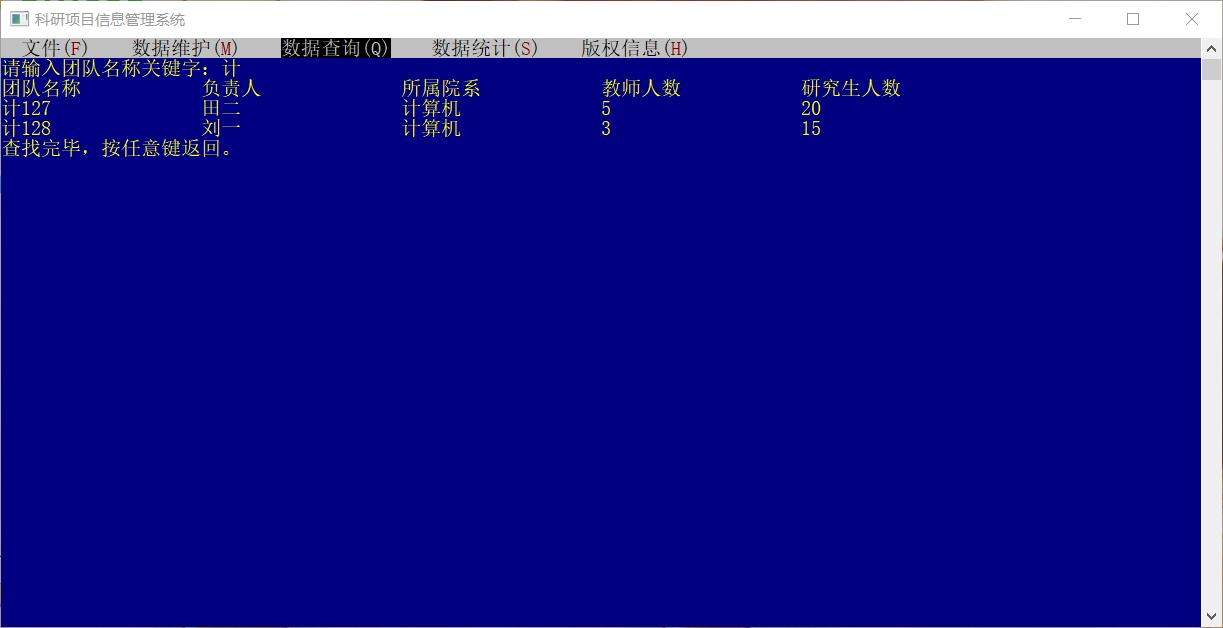 科研项目信息管理系统
文件(F) 数据维护(M) 数据查询(Q) 数据统计(S) 版权信息(H)
请输入团队名称关键字：计
团队名称 负责人 所属院系 教师人数 研究生人数
计127 田二 计算机 5 20
计128 刘一 计算机 3 15
查找完毕，按任意键返回。